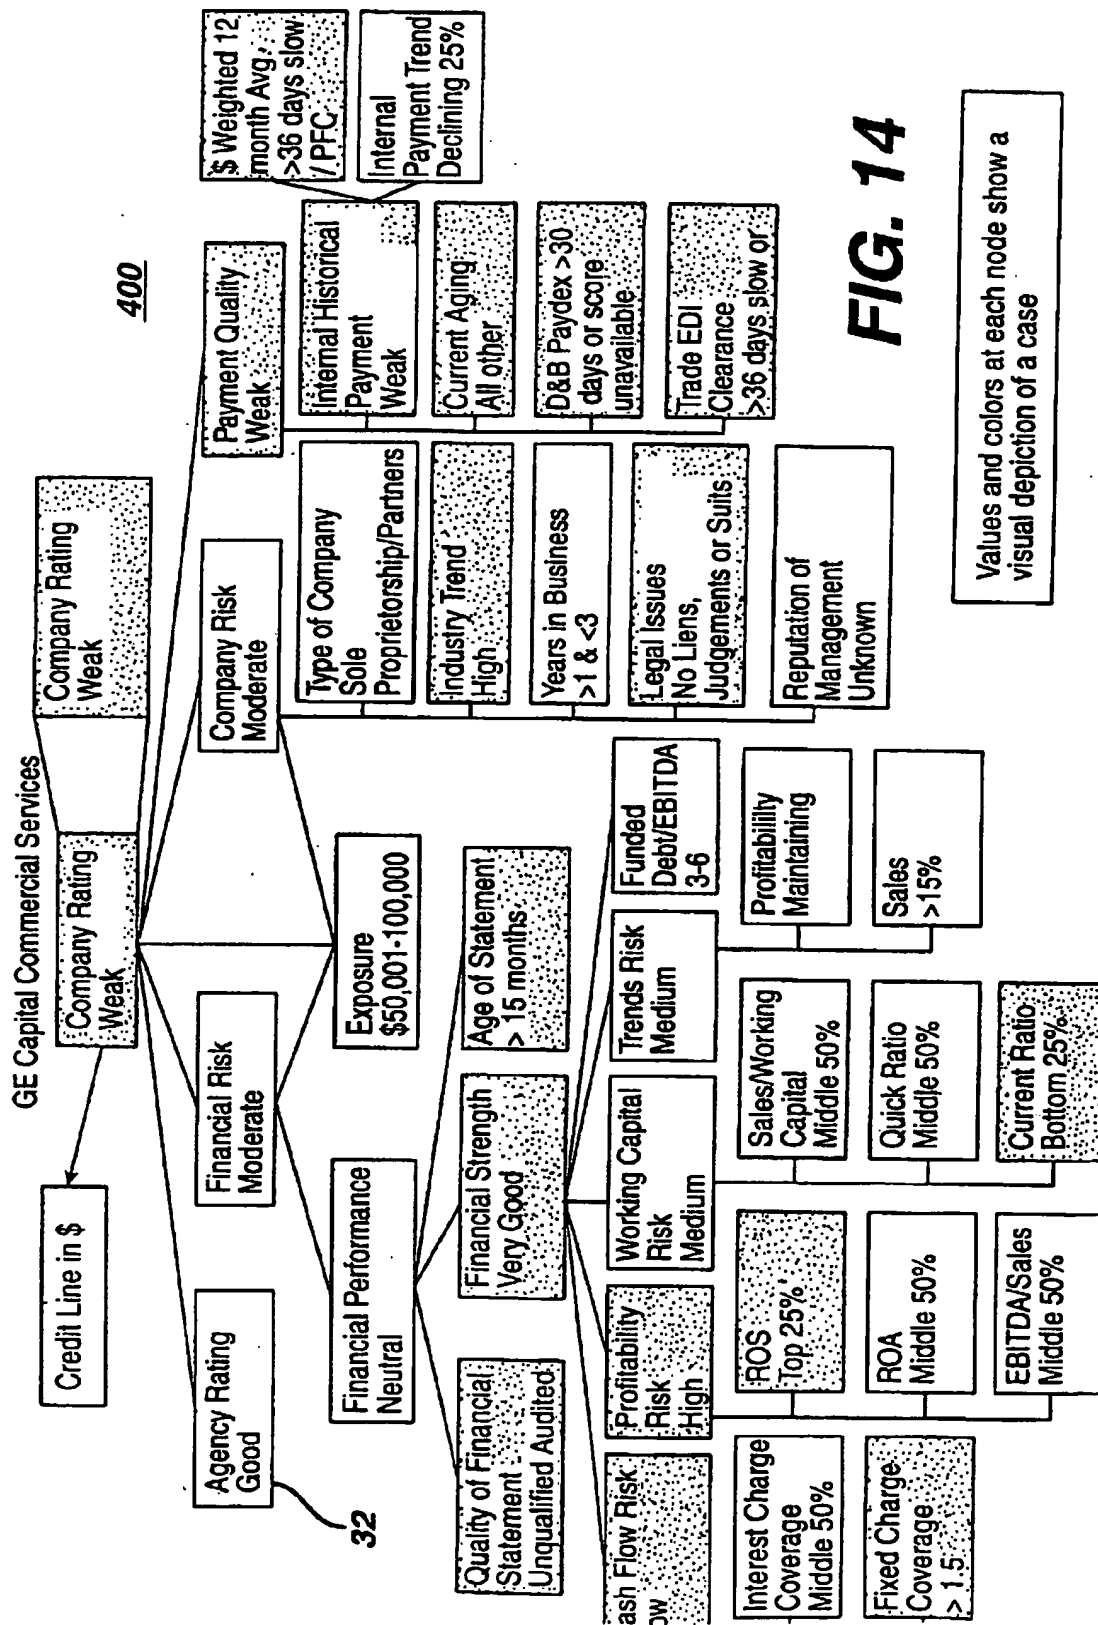 GE Capital Commercial Services
400
Credit Line in $
Company Rating
Weak
Company Rating
Weak
Agency Rating
Good
32
Financial Risk
Moderate
Company Risk
Moderate
Payment Quality
Weak
$ Weighted 12
month Avg,
>36 days slow
/ PFC
Internal
Payment Trend
Declining 25%
Financial Performance
Neutral
Exposure
$50,001-100,000
Type of Company
Sole
Proprietorship/Partners
Industry Trend
High
Years in Business
>1 & <3
Legal Issues
No Liens,
Judgements or Suits
Reputation of
Management
Unknown
Internal Historical
Payment
Weak
Current Aging
All other
D&B Paydex >30
days or score
unavailable
Trade EDI
Clearance
>36 days slow or
Quality of Financial
Statement
Unqualified Audited
Financial Strength
Very Good
Age of Statement
> 15 months
ash Flow Risk
ow
Profitability
Risk
High
Working Capital
Risk
Medium
Trends Risk
Medium
Funded
Debt/EBITDA
3-6
Interest Charge
Coverage
Middle 50%
Fixed Charge
Coverage
> 1.5
ROS
Top 25%
ROA
Middle 50%
EBITDA/Sales
Middle 50%
Sales/Working
Capital
Middle 50%
Quick Ratio
Middle 50%
Current Ratio
Bottom 25%
Profitabililty
Maintaining
Sales
>15%
FIG. 14
Values and colors at each node show a
visual depiction of a case